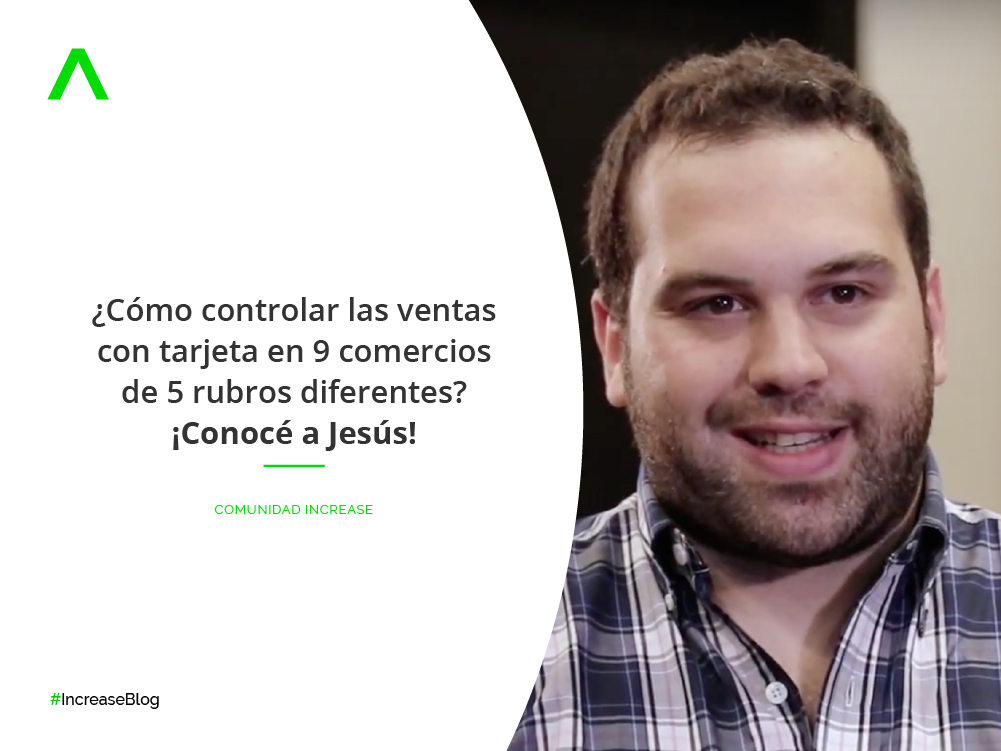 ¿Cómo controlar las ventas
con tarjeta en 9 comercios
de 5 rubros diferentes?
¡Conocé a Jesús!
COMUNIDAD INCREASE
#IncreaseBlog